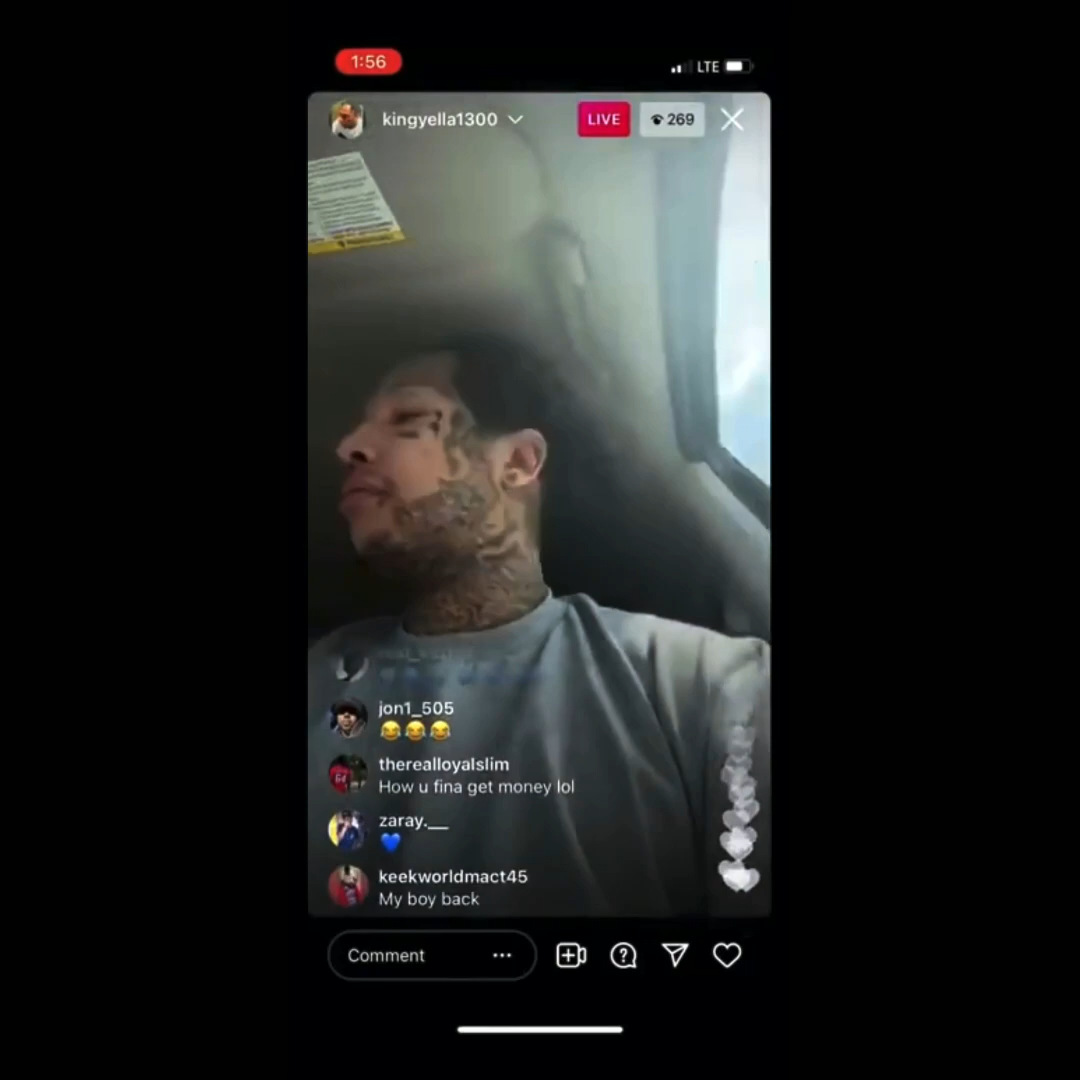 1:56
LTE
kingyella1300
LIVE
269
jon1_505
😂😂😂
therealloyalslim
How u fina get money lol
zaray.__
💙
keekworldmact45
My boy back
Comment